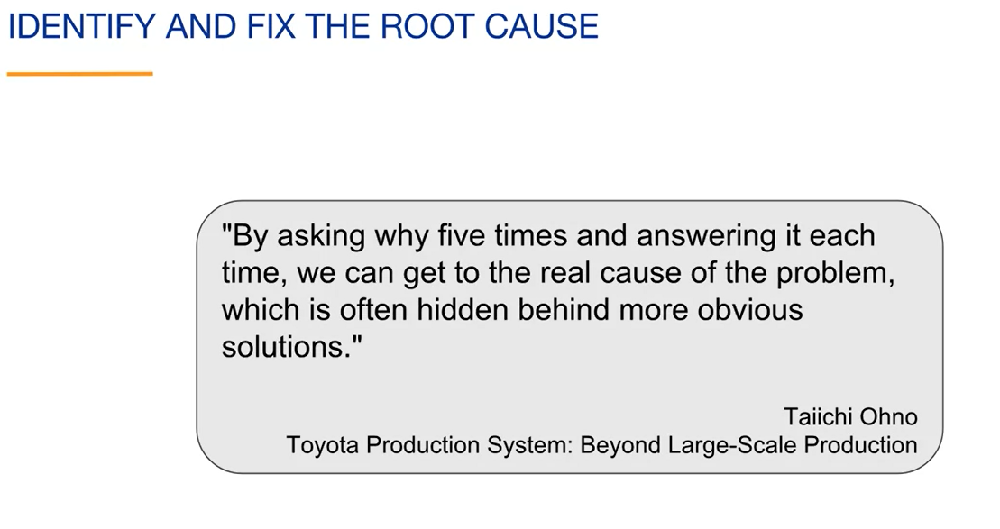 IDENTIFY AND FIX THE ROOT CAUSE
"By asking why five times and answering it each
time, we can get to the real cause of the problem,
which is often hidden behind more obvious
solutions."
Taiichi Ohno
Toyota Production System: Beyond Large-Scale Production